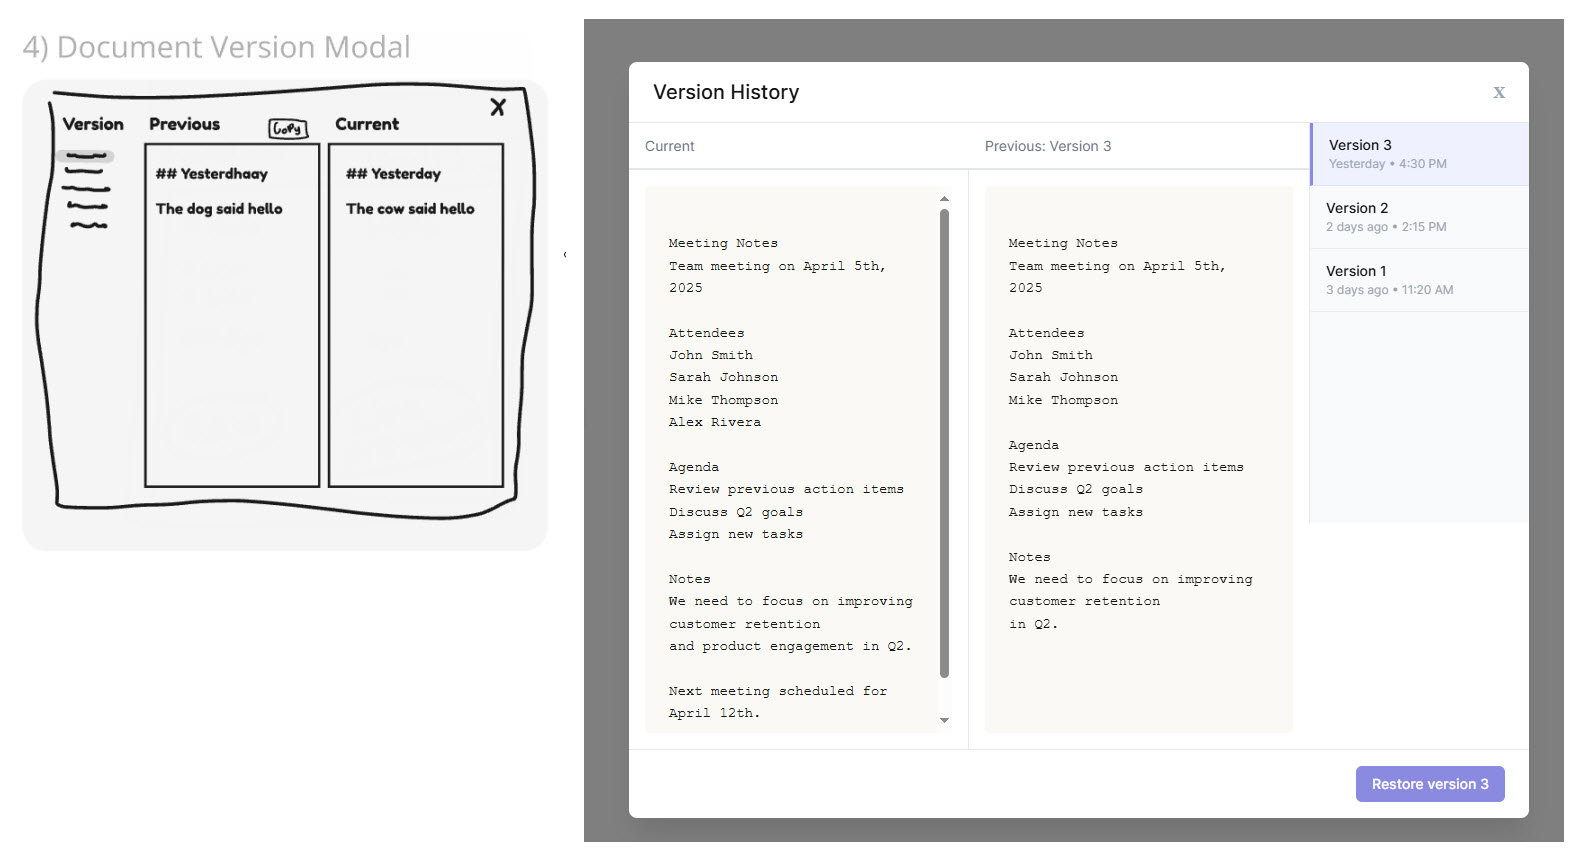 4) Document Version Modal
X
Version
Previous
Copy
Current
## Yesterdhaay
The dog said hello
## Yesterday
The cow said hello
Version History
X
Current
Meeting Notes
Team meeting on April 5th,
2025
Attendees
John Smith
Sarah Johnson
Mike Thompson
Alex Rivera
Agenda
Review previous action items
Discuss Q2 goals
Assign new tasks
Notes
We need to focus on improving
customer retention
and product engagement in Q2.
Next meeting scheduled for
April 12th.
Previous: Version 3
Meeting Notes
Team meeting on April 5th,
2025
Attendees
John Smith
Sarah Johnson
Mike Thompson
Agenda
Review previous action items
Discuss Q2 goals
Assign new tasks
Notes
We need to focus on improving
customer retention
in Q2.
Version 3
Yesterday • 4:30 PM
Version 2
2 days ago • 2:15 PM
Version 1
3 days ago • 11:20 AM
Restore version 3